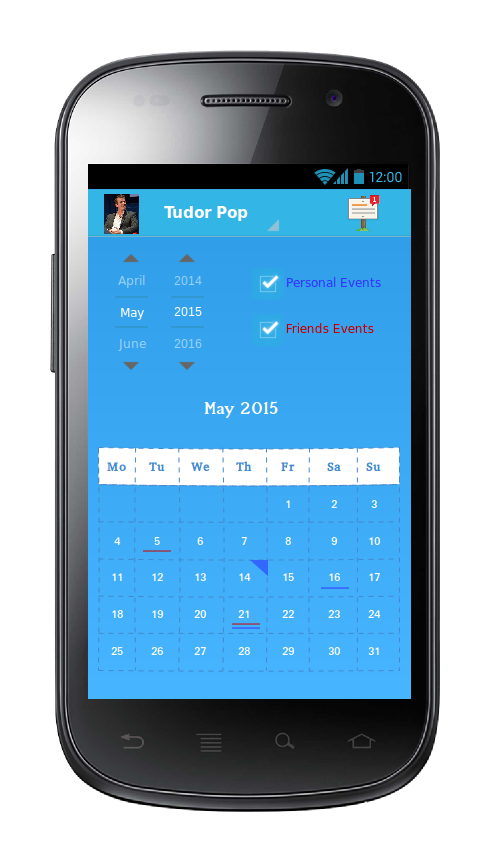 12:00
Tudor Pop
1
April 2014
May 2015
June 2016
Personal Events
Friends Events
May 2015
Mo Tu We Th Fr Sa Su
1 2 3
4 5 6 7 8 9 10
11 12 13 14 15 16 17
18 19 20 21 22 23 24
25 26 27 28 29 30 31